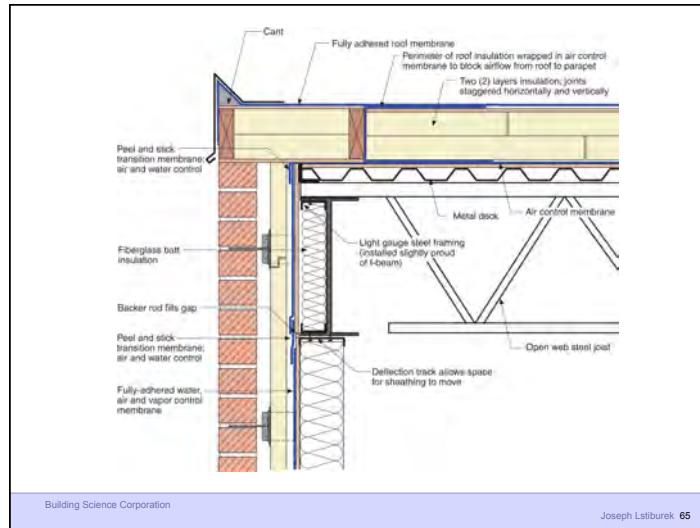 Cant
Fully adhered roof membrane
Perimeter of roof insulation wrapped in air control
membrane to block airflow from roof to parapet
Two (2) layers insulation; joints
staggered horizontally and vertically
Peel and stick
transition membrane;
air and water control
Metal deck
Air control membrane
Fiberglass batt
insulation
Light gauge steel framing
(installed slightly proud
of I-beam)
Backer rod fills gap
Peel and stick
transition membrane;
air and water control
Open web steel joist
Deflection track allows space
for sheathing to move
Fully-adhered water,
air and vapor control
membrane
Building Science Corporation
Joseph Lstiburek 65